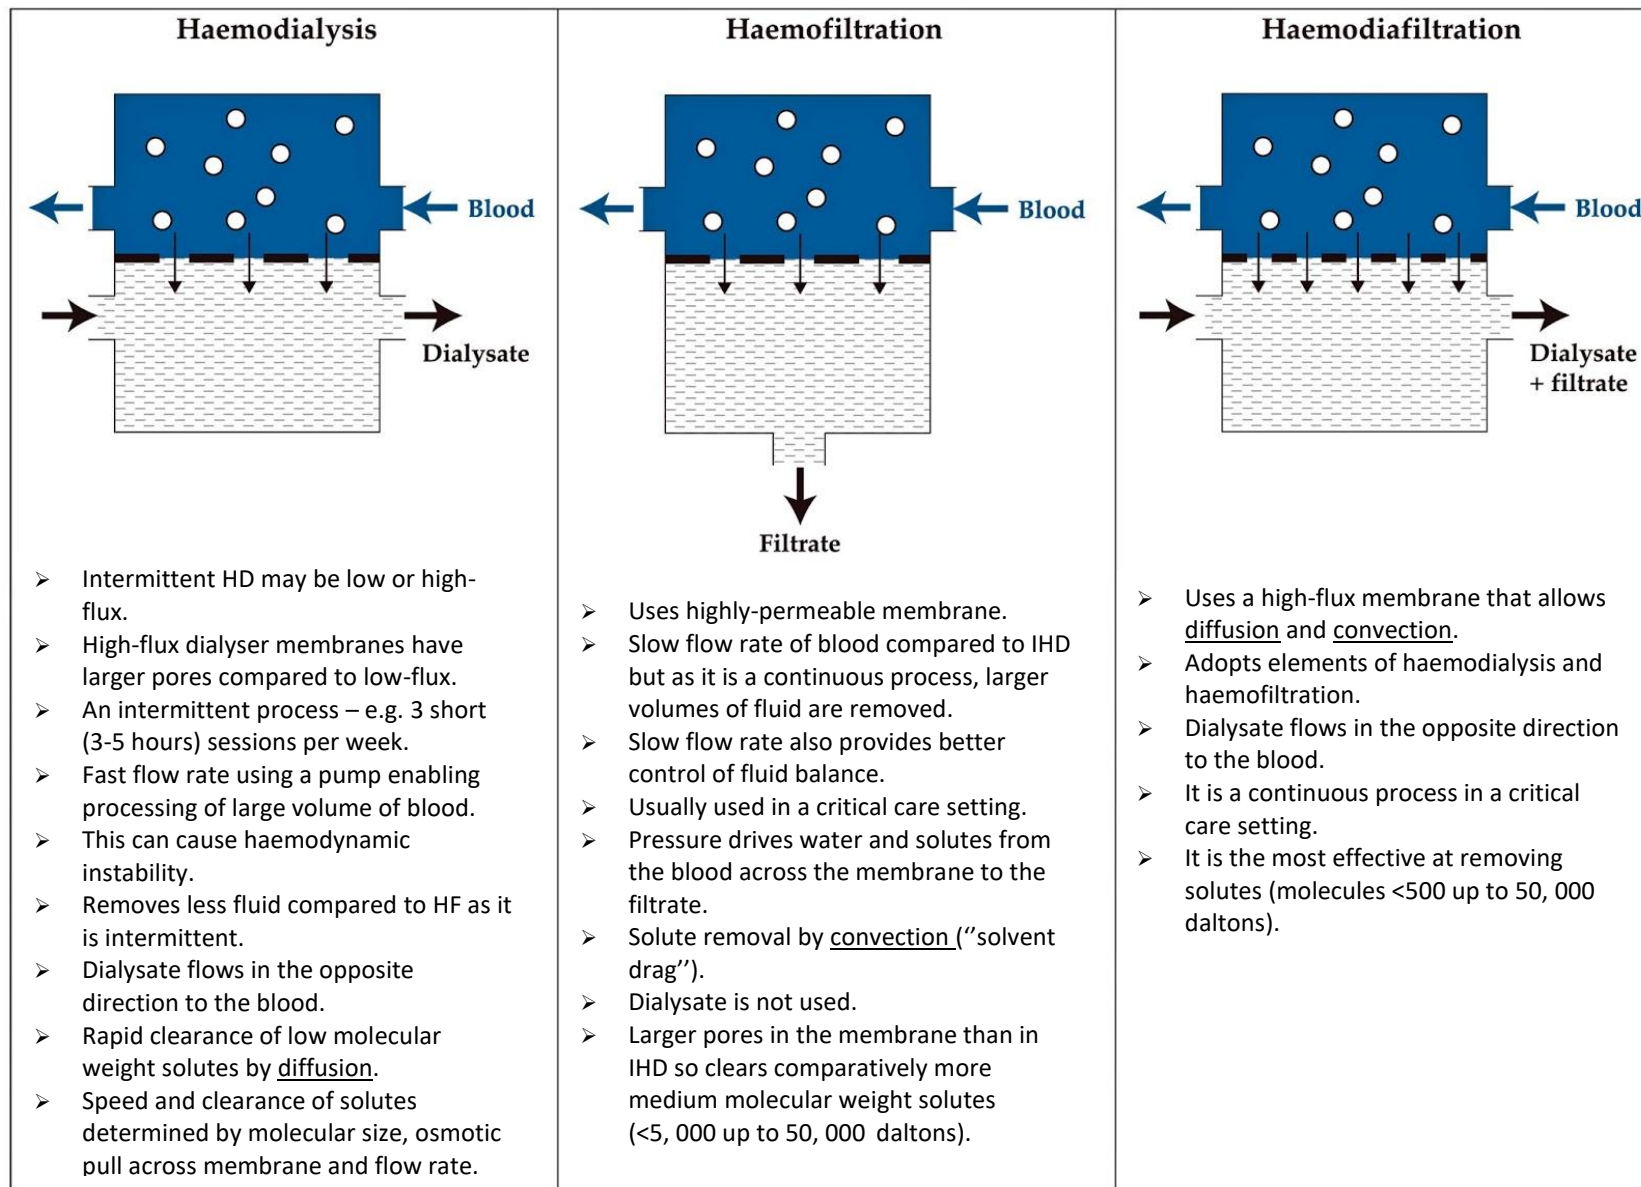 Haemodialysis
Blood
Dialysate
➢ Intermittent HD may be low or high-
flux.
➢ High-flux dialyser membranes have
larger pores compared to low-flux.
➢ An intermittent process – e.g. 3 short
(3-5 hours) sessions per week.
➢ Fast flow rate using a pump enabling
processing of large volume of blood.
➢ This can cause haemodynamic
instability.
➢ Removes less fluid compared to HF as it
is intermittent.
➢ Dialysate flows in the opposite
direction to the blood.
➢ Rapid clearance of low molecular
weight solutes by diffusion.
➢ Speed and clearance of solutes
determined by molecular size, osmotic
pull across membrane and flow rate.
Haemofiltration
Blood
Filtrate
➢ Uses highly-permeable membrane.
➢ Slow flow rate of blood compared to IHD
but as it is a continuous process, larger
volumes of fluid are removed.
➢ Slow flow rate also provides better
control of fluid balance.
➢ Usually used in a critical care setting.
➢ Pressure drives water and solutes from
the blood across the membrane to the
filtrate.
➢ Solute removal by convection (‘‘solvent
drag’’).
➢ Dialysate is not used.
➢ Larger pores in the membrane than in
IHD so clears comparatively more
medium molecular weight solutes
(<5, 000 up to 50, 000 daltons).
Haemodiafiltration
Blood
Dialysate
+ filtrate
➢ Uses a high-flux membrane that allows
diffusion and convection.
➢ Adopts elements of haemodialysis and
haemofiltration.
➢ Dialysate flows in the opposite direction
to the blood.
➢ It is a continuous process in a critical
care setting.
➢ It is the most effective at removing
solutes (molecules <500 up to 50, 000
daltons).